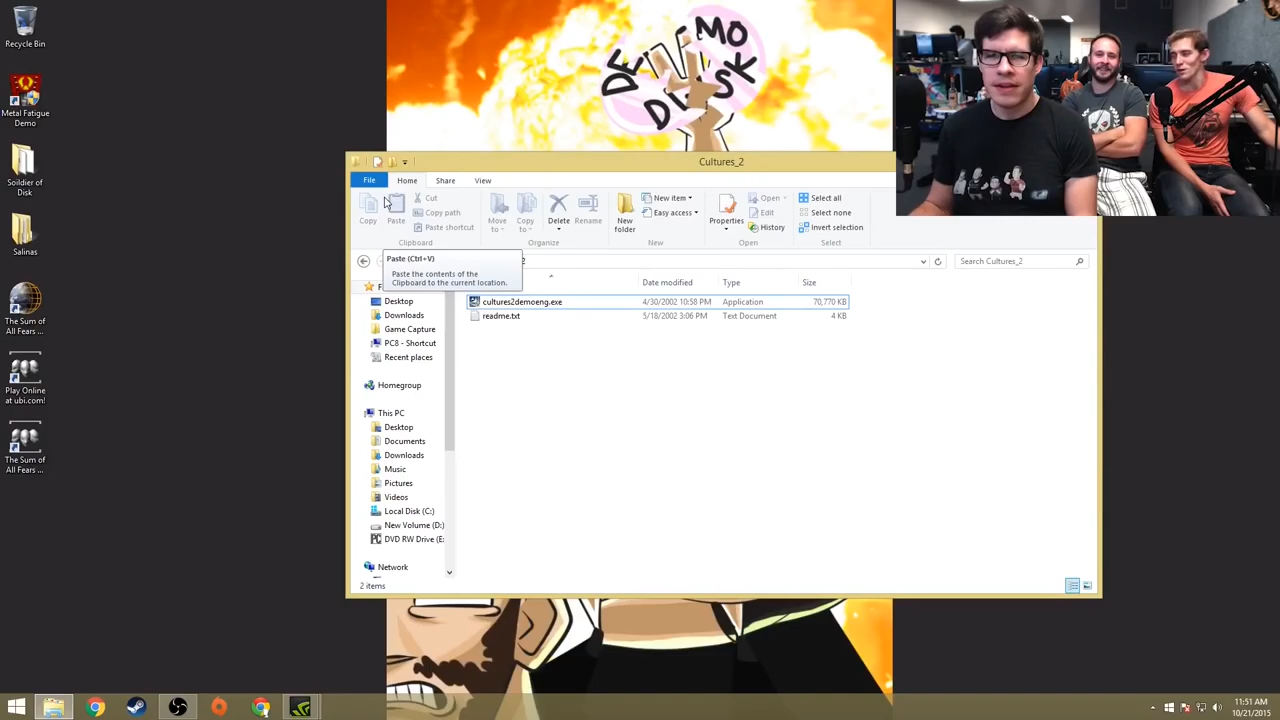 Recycle Bin
Metal Fatigue
Demo
Soldier of
Salinas
The Sum of
All Fears ...
Play Online
at ubi.com!
The Sum of
All Fears ...
DEMO
DISK
Cultures_2
File
Home
Share
View
Copy
Paste
Cut
Copy path
Paste shortcut
Clipboard
Move
to
Copy
to
Delete
Rename
Organize
New
folder
New item
Easy access
New
Properties
Open
Edit
History
Open
Select all
Select none
Invert selection
Select
Paste (Ctrl+V)
Paste the contents of the
Clipboard to the current location.
2
Search Cultures_2
Date modified
Type
Size
cultures2demoeng.exe
4/30/2002 10:58 PM
Application
70,770 KB
readme.txt
5/18/2002 3:06 PM
Text Document
4 KB
F
Desktop
Downloads
Game Capture
PC8 - Shortcut
Recent places
Homegroup
This PC
Desktop
Documents
Downloads
Music
Pictures
Videos
Local Disk (C:)
New Volume (D:)
DVD RW Drive (E:
Network
2 items
11:51 AM
10/21/2015